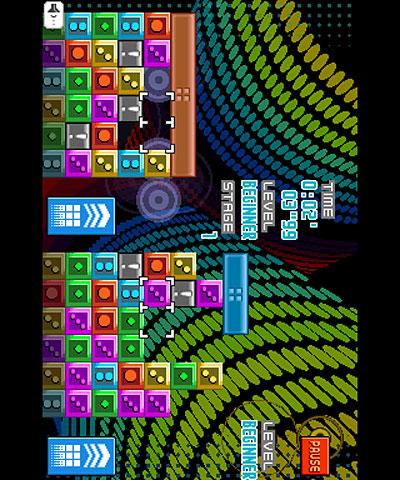 TIME
0:02'
03"99
LEVEL
BEGINNER
STAGE
1
PAUSE
LEVEL
BEGINNER